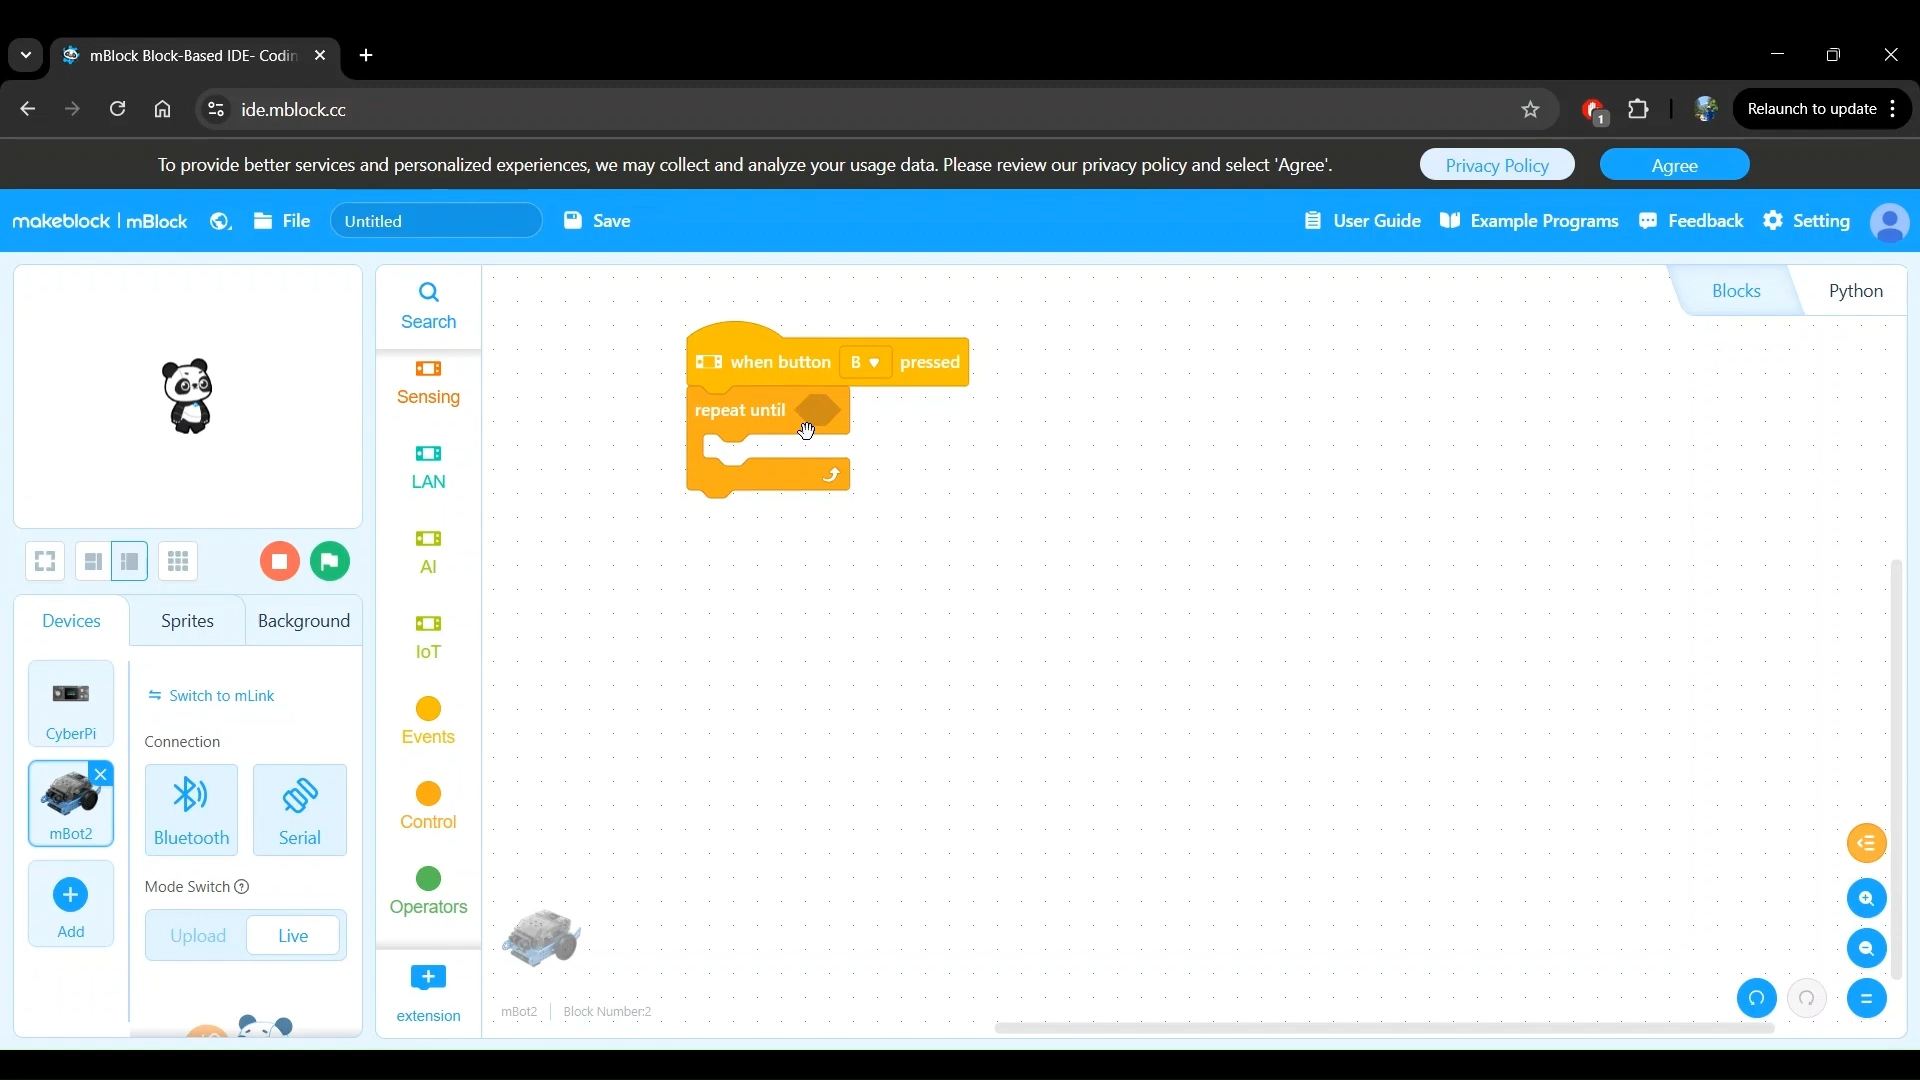 mBlock Block-Based IDE- Codin
ide.mblock.cc
1
Relaunch to update
To provide better services and personalized experiences, we may collect and analyze your usage data. Please review our privacy policy and select 'Agree'.
Privacy Policy
Agree
makeblock | mBlock
File
Untitled
Save
User Guide
Example Programs
Feedback
Setting
Search
Sensing
LAN
AI
IoT
Events
Control
Operators
extension
Blocks
Python
when button B pressed
repeat until
Devices
Sprites
Background
CyberPi
mBot2
Add
Switch to mLink
Connection
Bluetooth
Serial
Mode Switch
Upload
Live
mBot2
Block Number:2